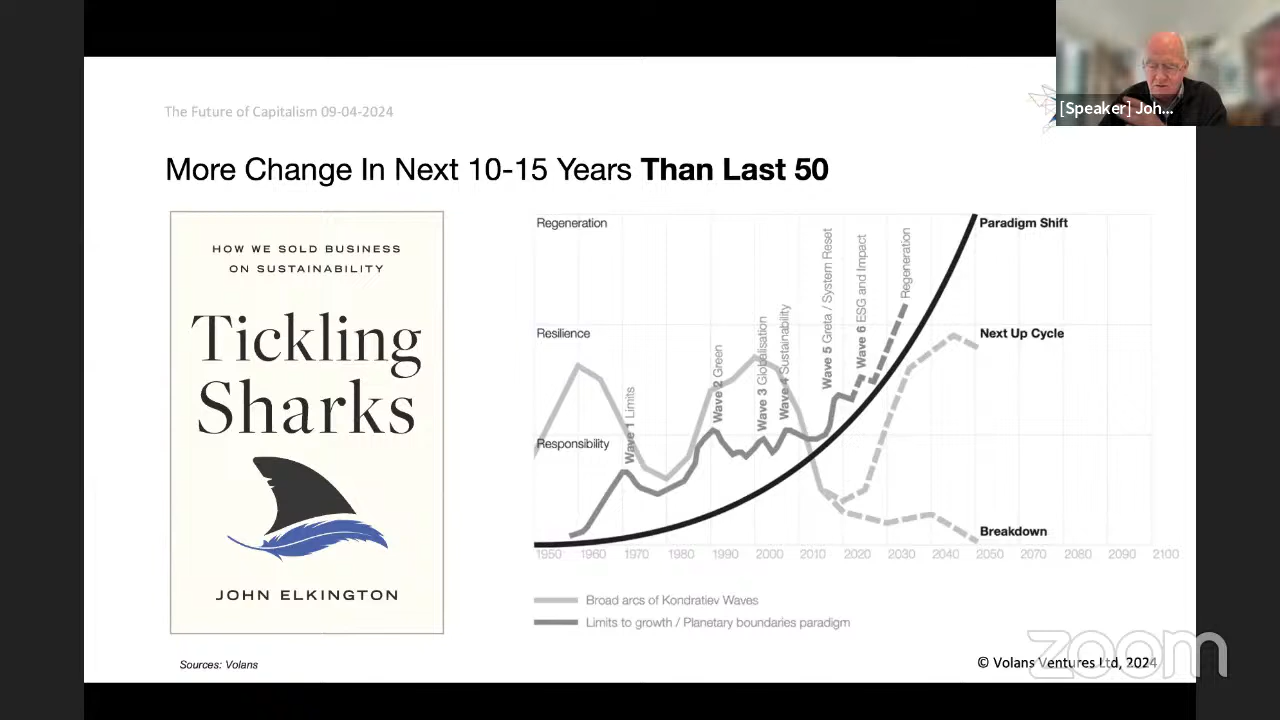 [Speaker] Joh...
The Future of Capitalism 09-04-2024
More Change In Next 10-15 Years Than Last 50
HOW WE SOLD BUSINESS
ON SUSTAINABILITY
Tickling
Sharks
JOHN ELKINGTON
Regeneration
Resilience
Responsibility
Wave 1 Limits
Wave 2 Green
Wave 3 Globalisation
Wave 4 Sustainability
Wave 5 Greta / System Reset
Wave 6 ESG and Impact
Regeneration
Paradigm Shift
Next Up Cycle
Breakdown
1950 1960 1970 1980 1990 2000 2010 2020 2030 2040 2050 2070 2080 2090 2100
Broad arcs of Kondratiev Waves
Limits to growth / Planetary boundaries paradigm
Sources: Volans
© Volans Ventures Ltd, 2024
zoom